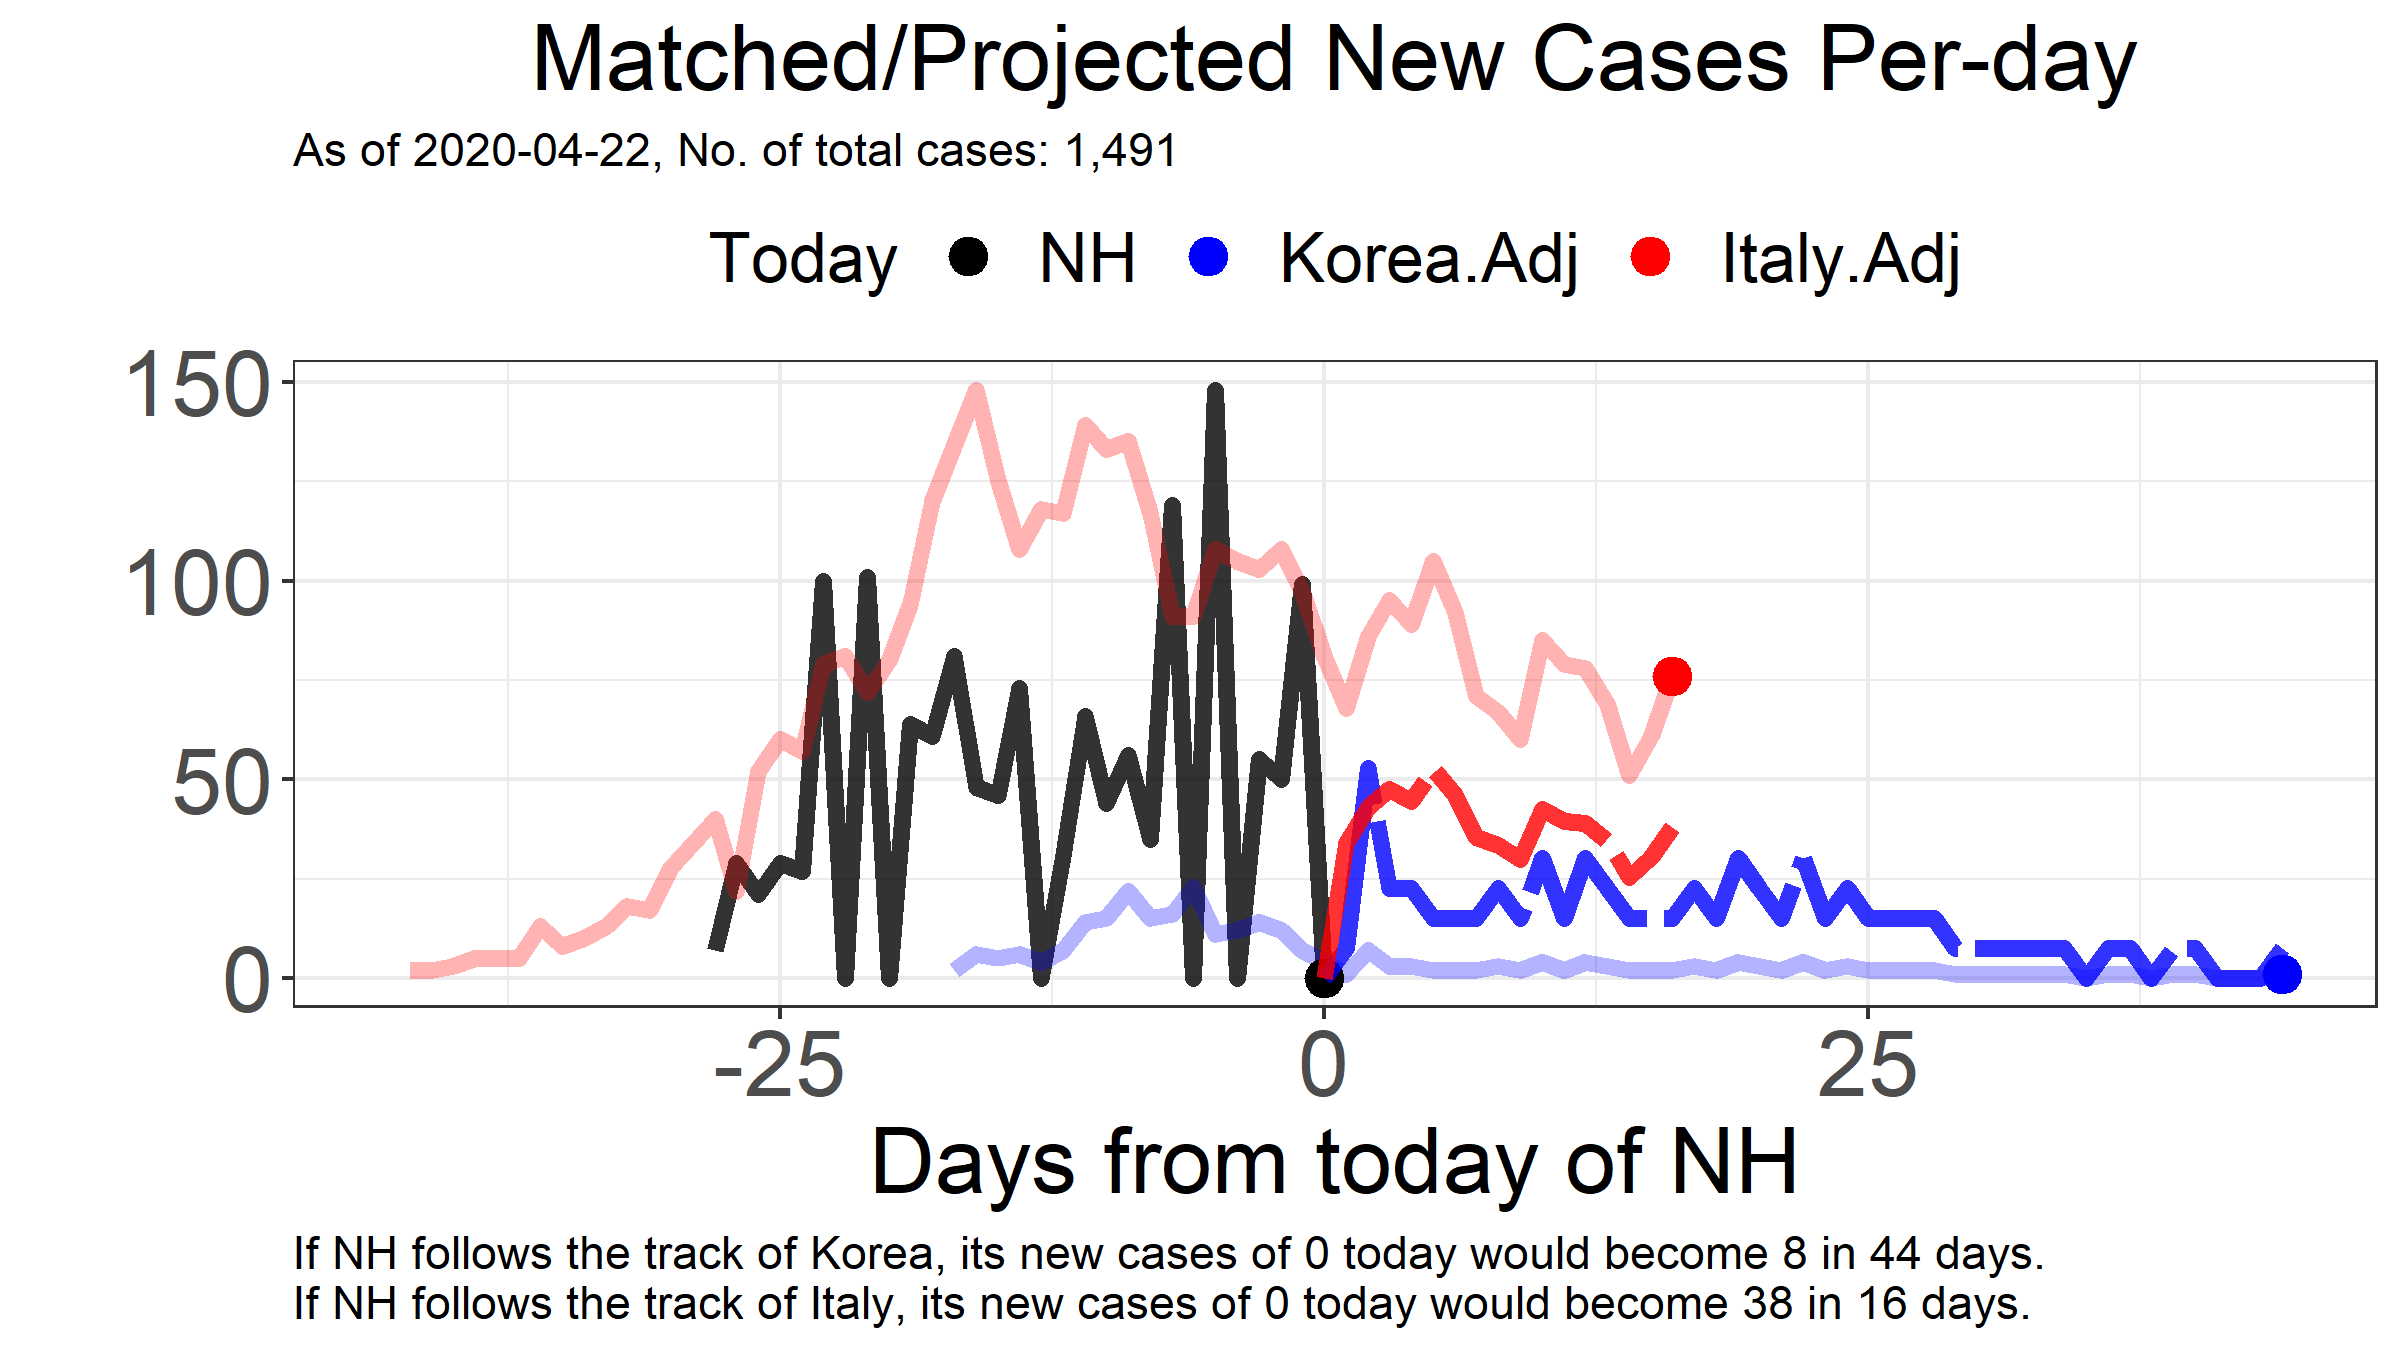 Matched/Projected New Cases Per-day
As of 2020-04-22, No. of total cases: 1,491
Today NH Korea.Adj Italy.Adj
150
100
50
0
-25 0 25
Days from today of NH
If NH follows the track of Korea, its new cases of 0 today would become 8 in 44 days.
If NH follows the track of Italy, its new cases of 0 today would become 38 in 16 days.